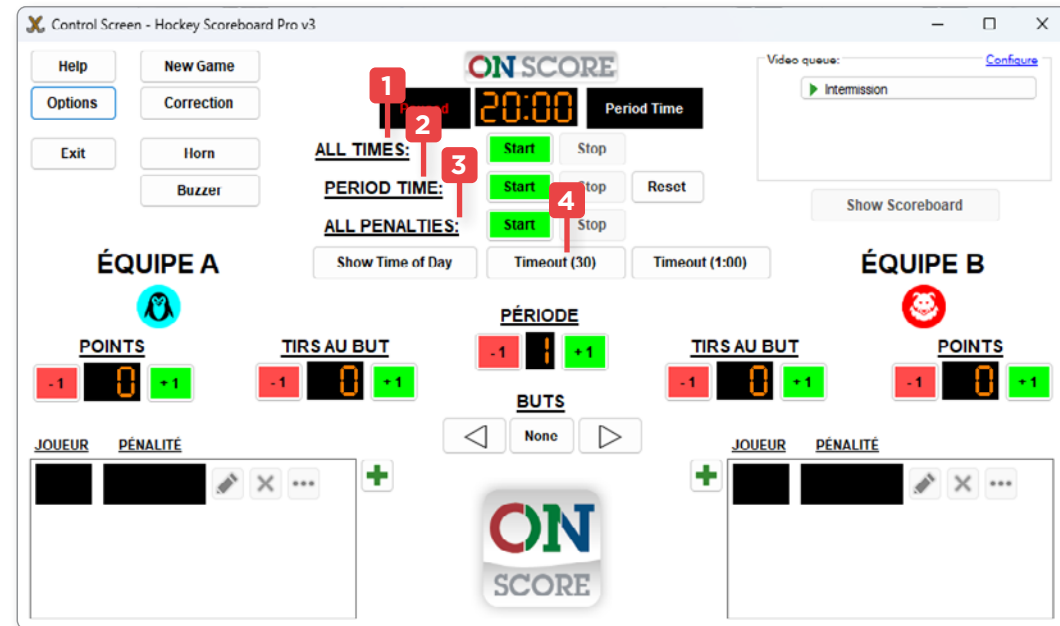 Control Screen - Hockey Scoreboard Pro v3
Help New Game
Options Correction
Exit Horn
Buzzer
ON SCORE
1
20:00 Period Time
2
ALL TIMES: Start Stop
3
PERIOD TIME: Start Stop Reset
4
ALL PENALTIES: Start Stop
Show Time of Day Timeout (30) Timeout (1:00)
Video queue: Configure
Intermission
Show Scoreboard
ÉQUIPE A
ÉQUIPE B
PÉRIODE
-1 1 +1
POINTS TIRS AU BUT
-1 0 +1 -1 0 +1
TIRS AU BUT POINTS
-1 0 +1 -1 0 +1
BUTS
None
JOUEUR PÉNALITÉ
JOUEUR PÉNALITÉ
ON
SCORE